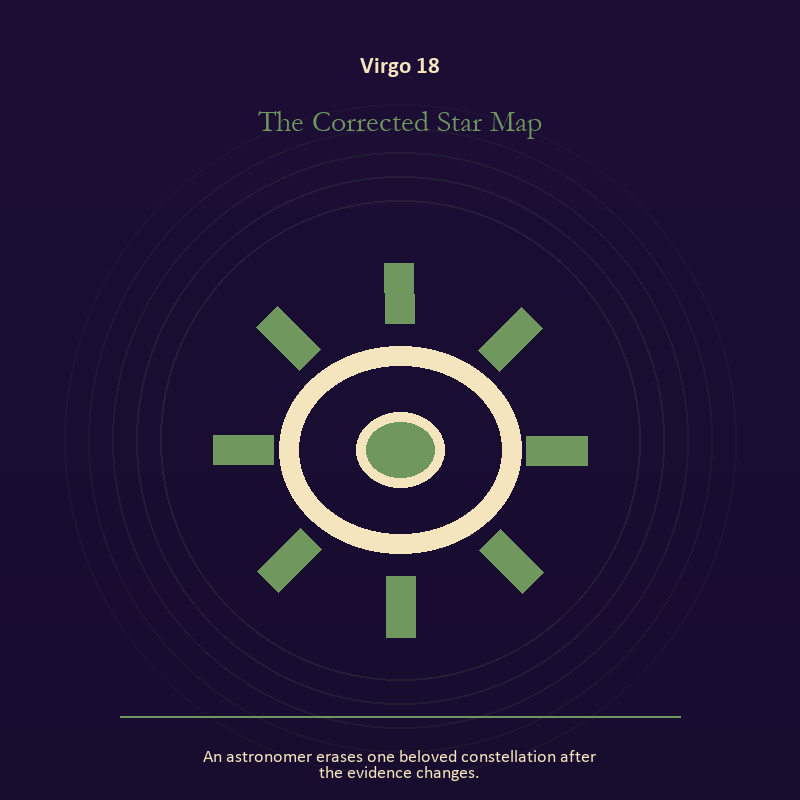 Virgo 18
The Corrected Star Map
An astronomer erases one beloved constellation after
the evidence changes.